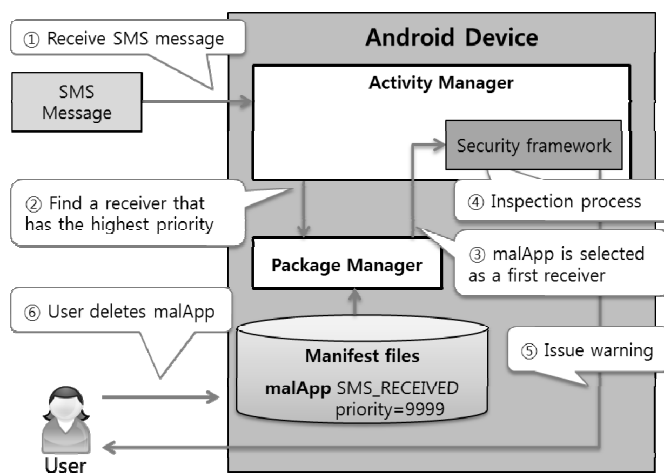 ① Receive SMS message
Android Device
SMS
Message
Activity Manager
Security framework
② Find a receiver that
has the highest priority
④ Inspection process
Package Manager
③ malApp is selected
as a first receiver
⑥ User deletes malApp
Manifest files
malApp SMS_RECEIVED
priority=9999
⑤ Issue warning
User